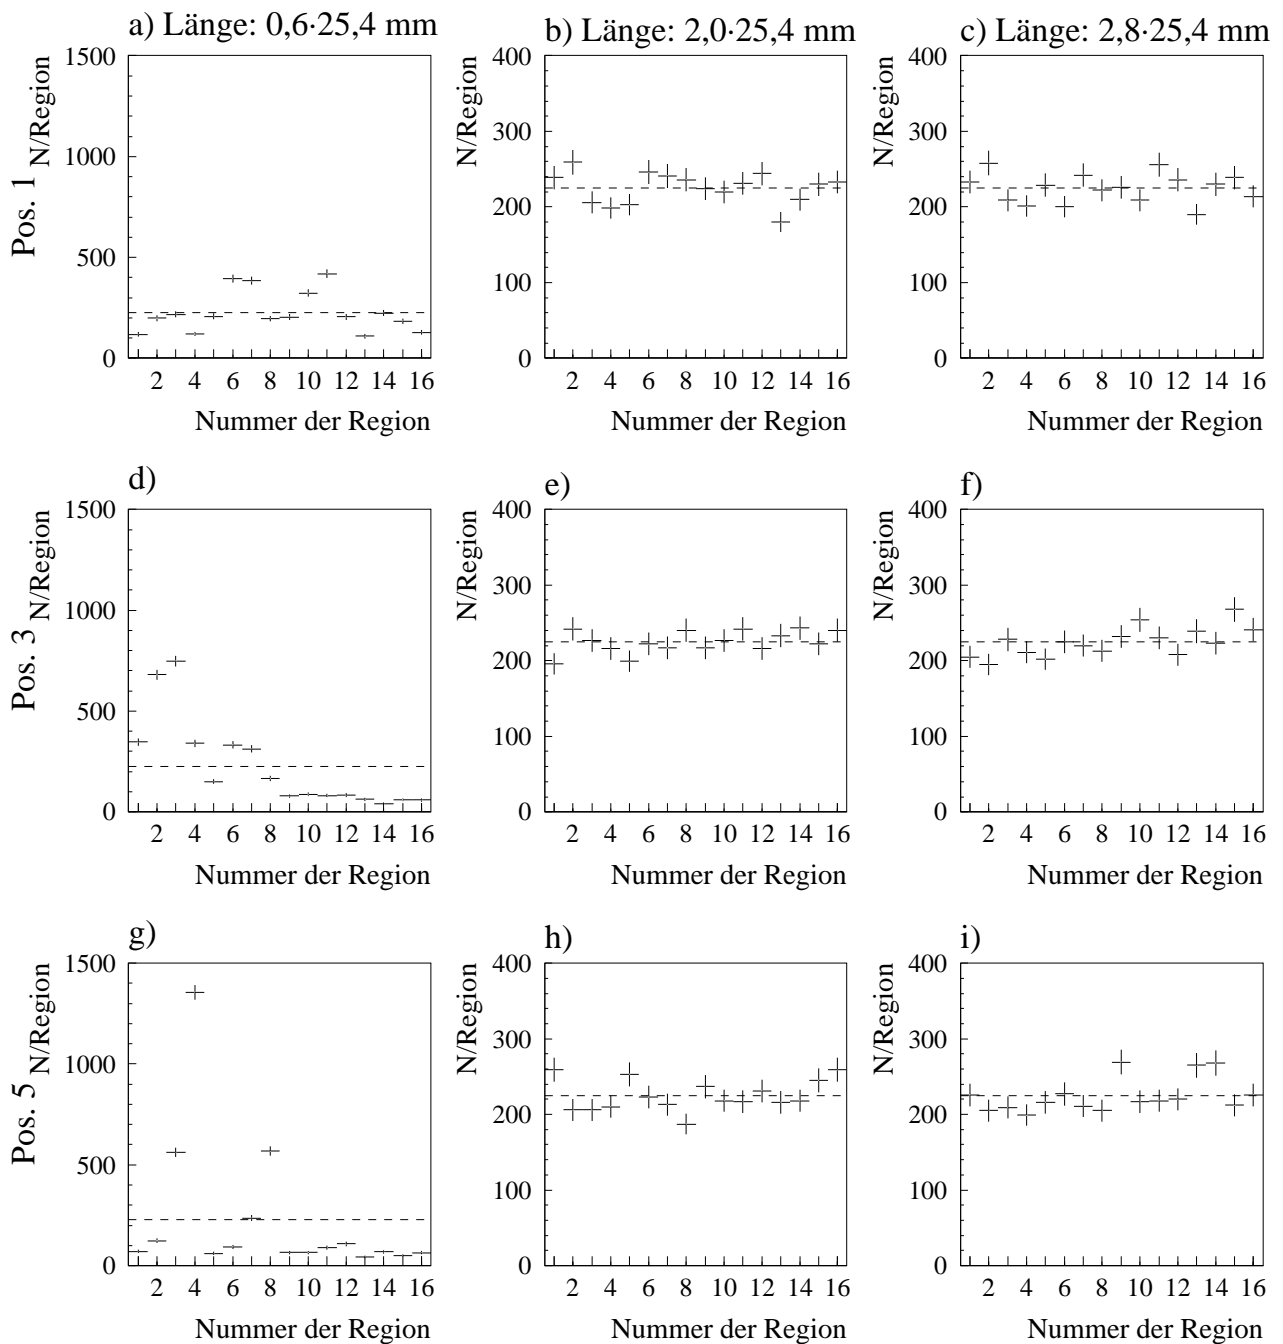 a) Länge: 0,6·25,4 mm
b) Länge: 2,0·25,4 mm
c) Länge: 2,8·25,4 mm
Pos. 1
N/Region
1500
1000
500
0
2 4 6 8 10 12 14 16
Nummer der Region
N/Region
400
300
200
100
0
2 4 6 8 10 12 14 16
Nummer der Region
N/Region
400
300
200
100
0
2 4 6 8 10 12 14 16
Nummer der Region
d)
Pos. 3
N/Region
1500
1000
500
0
2 4 6 8 10 12 14 16
Nummer der Region
e)
N/Region
400
300
200
100
0
2 4 6 8 10 12 14 16
Nummer der Region
f)
N/Region
400
300
200
100
0
2 4 6 8 10 12 14 16
Nummer der Region
g)
Pos. 5
N/Region
1500
1000
500
0
2 4 6 8 10 12 14 16
Nummer der Region
h)
N/Region
400
300
200
100
0
2 4 6 8 10 12 14 16
Nummer der Region
i)
N/Region
400
300
200
100
0
2 4 6 8 10 12 14 16
Nummer der Region